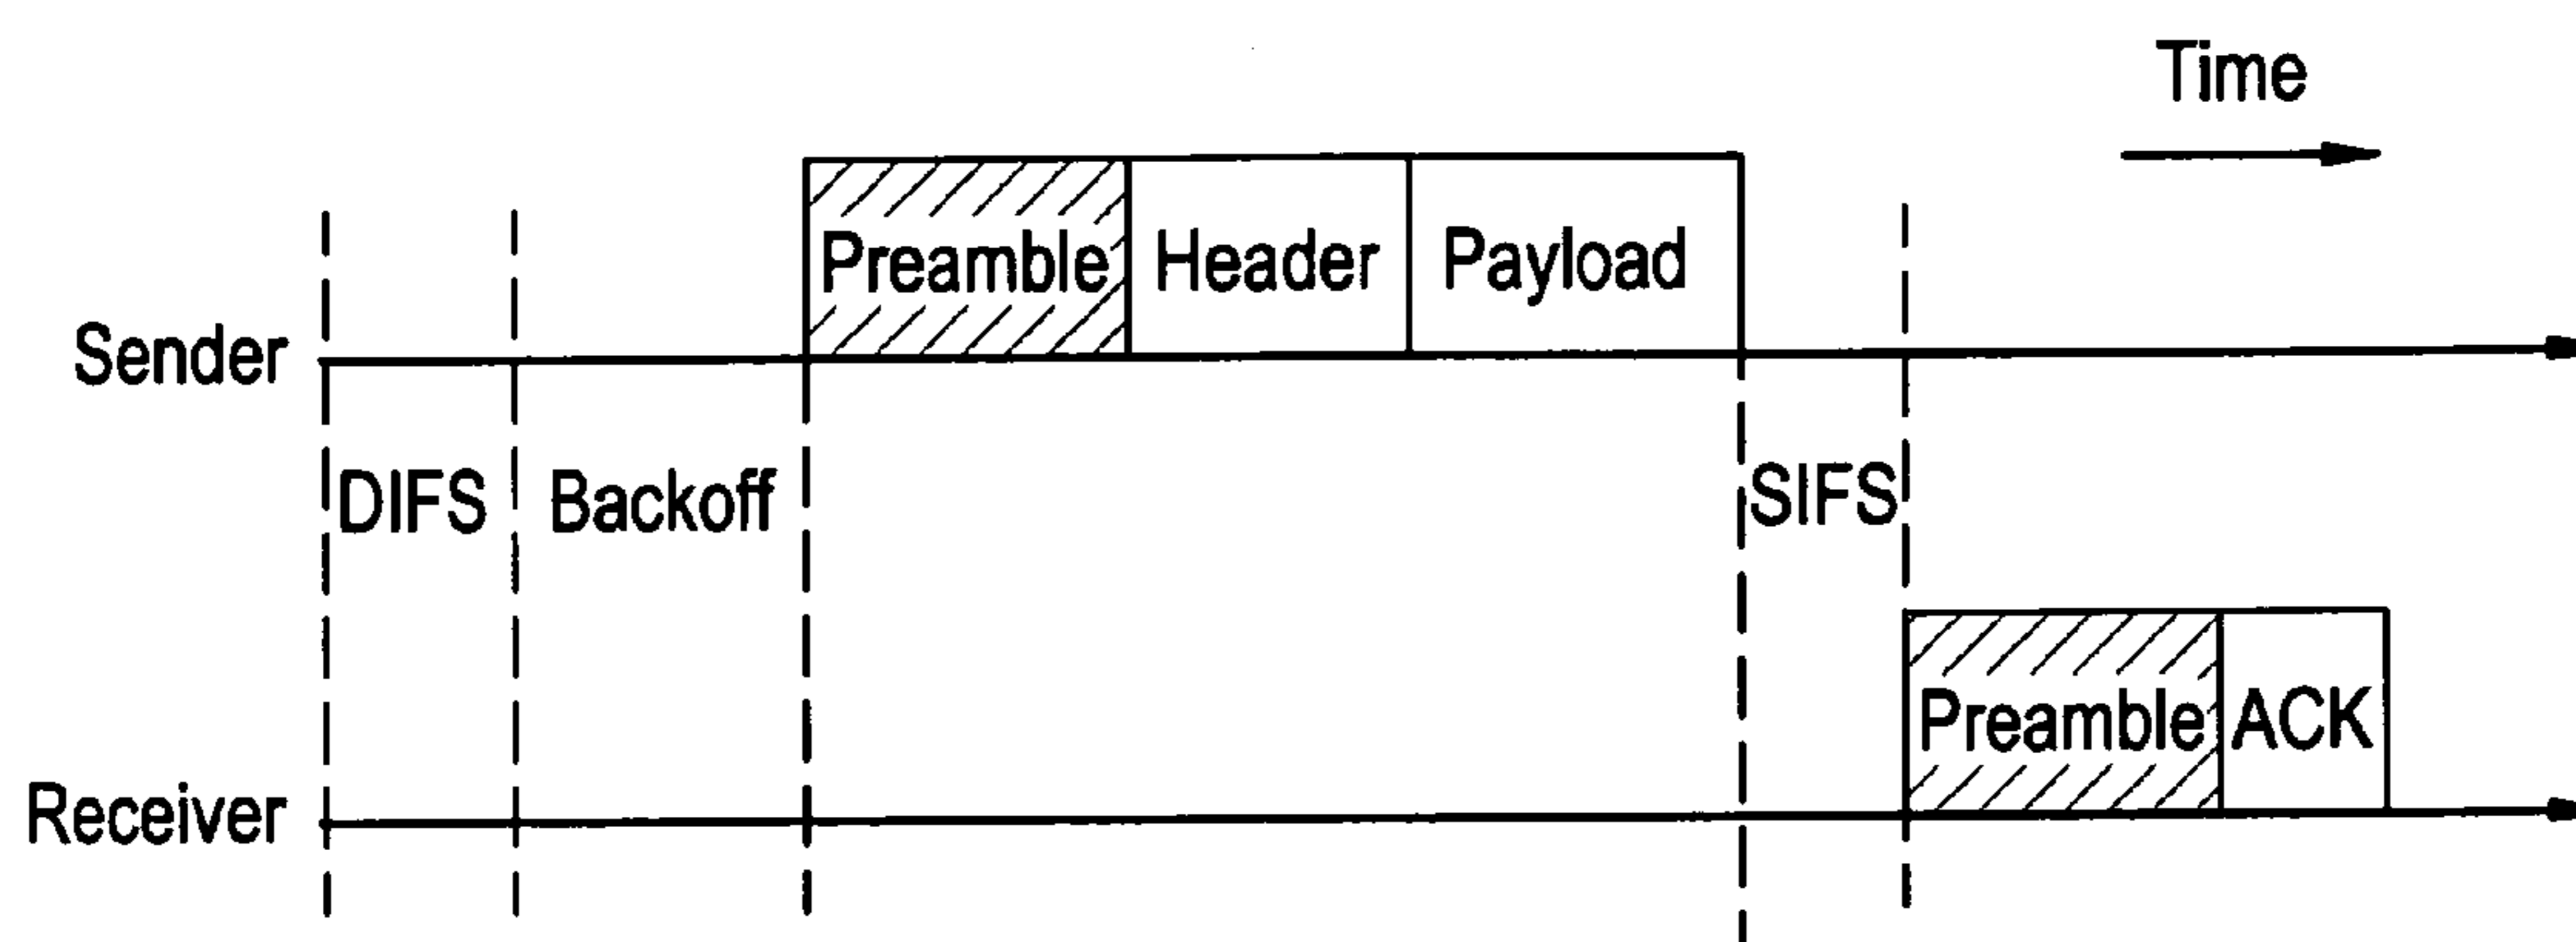 Time
Preamble Header Payload
Sender
DIFS Backoff SIFS
Preamble ACK
Receiver